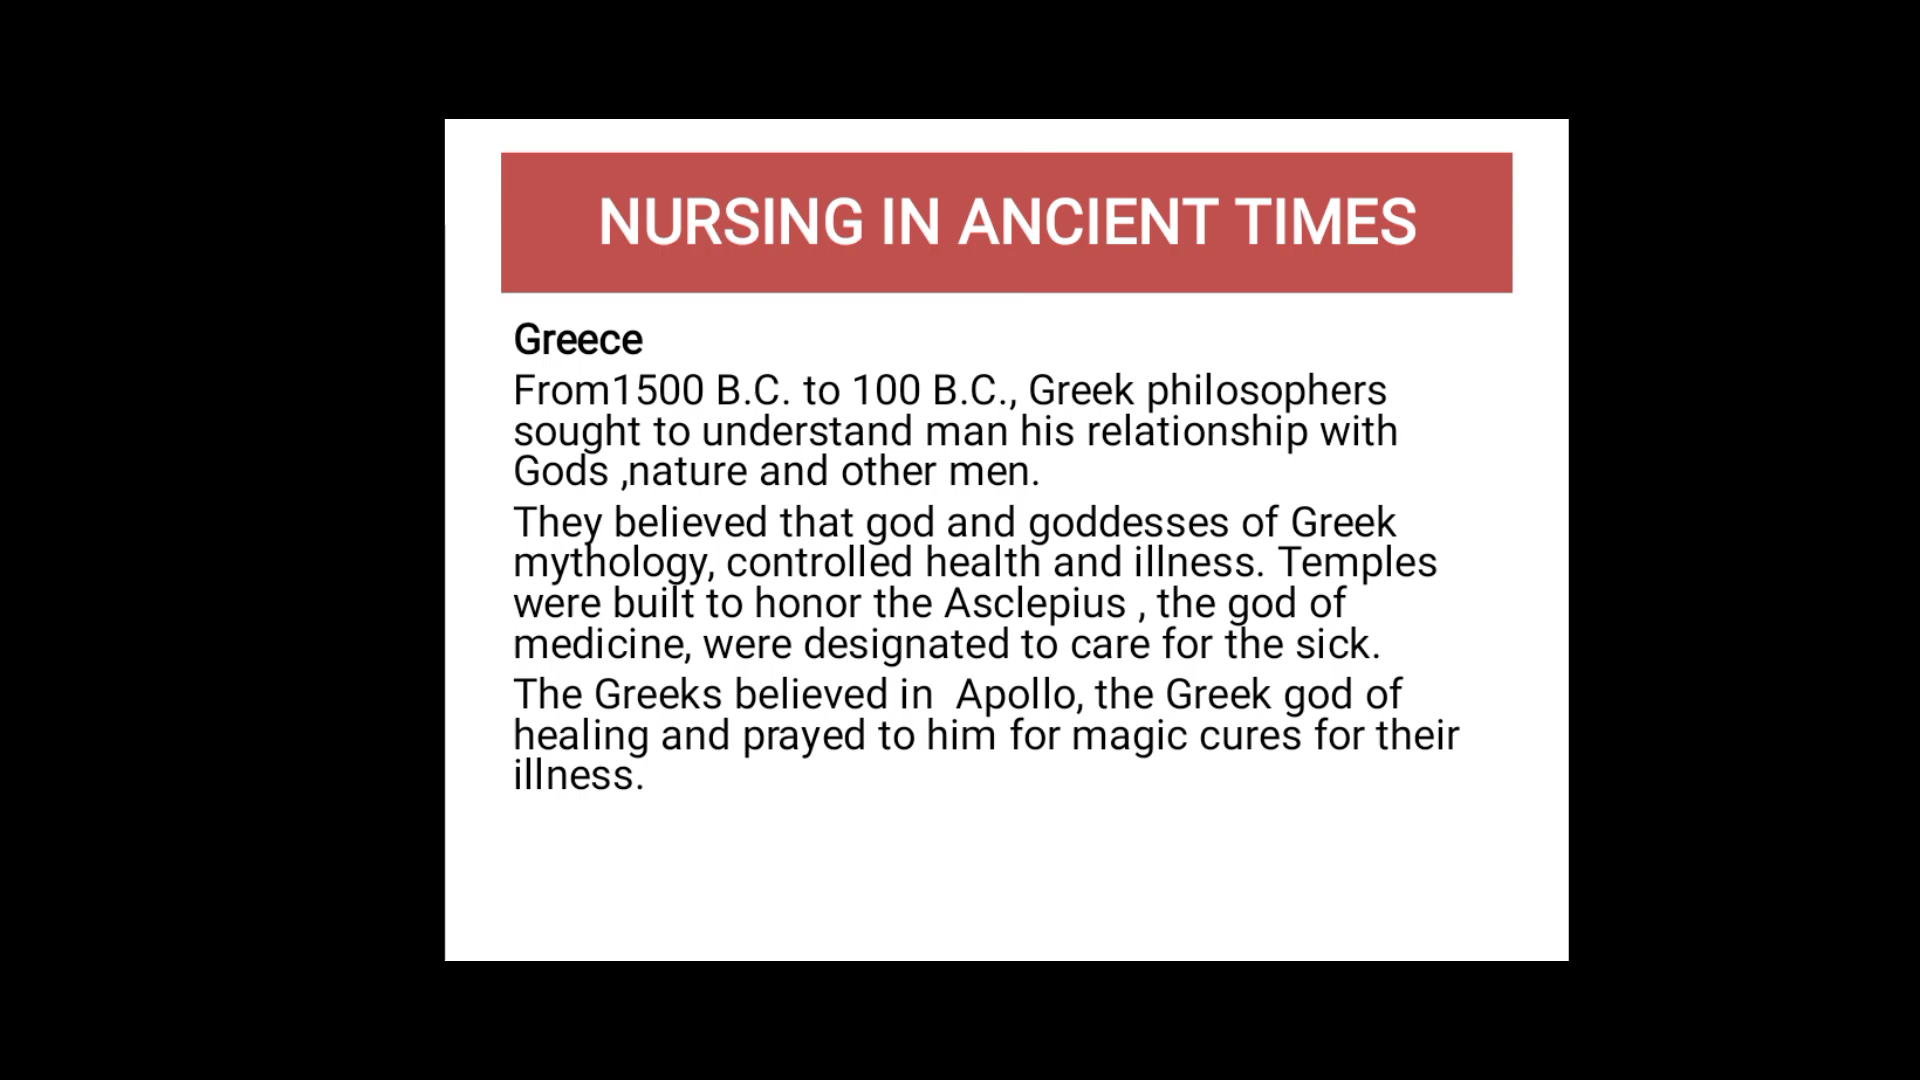 NURSING IN ANCIENT TIMES
Greece
From1500 B.C. to 100 B.C., Greek philosophers
sought to understand man his relationship with
Gods ,nature and other men.
They believed that god and goddesses of Greek
mythology, controlled health and illness. Temples
were built to honor the Asclepius , the god of
medicine, were designated to care for the sick.
The Greeks believed in  Apollo, the Greek god of
healing and prayed to him for magic cures for their
illness.